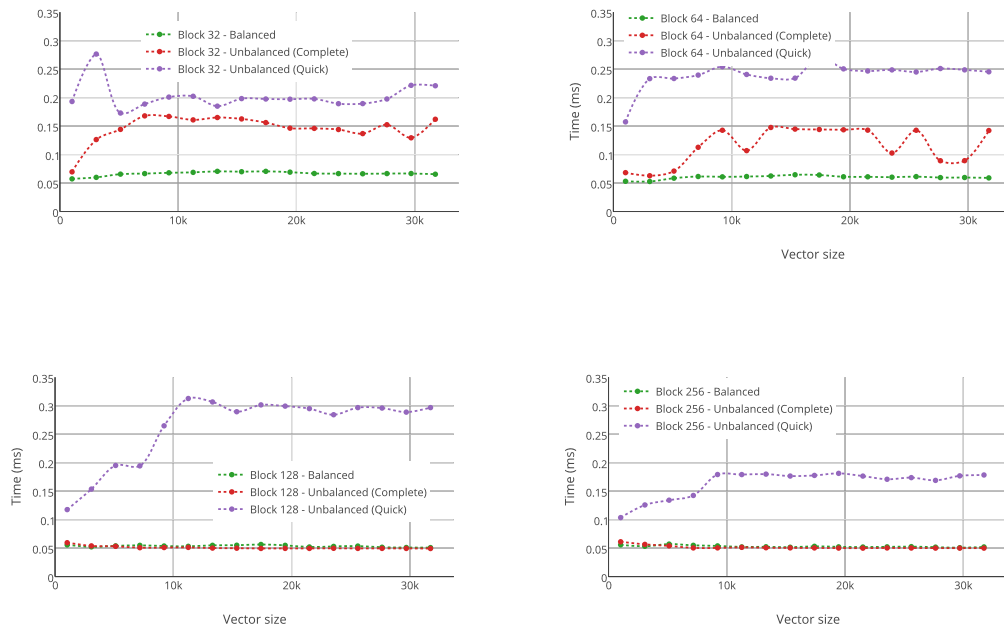 0.35
0.3
0.25
0.2
0.15
0.1
0.05
0
0
10k
20k
30k
Block 32 - Balanced
Block 32 - Unbalanced (Complete)
Block 32 - Unbalanced (Quick)
0.35
0.3
0.25
0.2
0.15
0.1
0.05
0
0
10k
20k
30k
Block 64 - Balanced
Block 64 - Unbalanced (Complete)
Block 64 - Unbalanced (Quick)
Time (ms)
Vector size
0.35
0.3
0.25
0.2
0.15
0.1
0.05
0
0
10k
20k
30k
Block 128 - Balanced
Block 128 - Unbalanced (Complete)
Block 128 - Unbalanced (Quick)
Time (ms)
Vector size
0.35
0.3
0.25
0.2
0.15
0.1
0.05
0
0
10k
20k
30k
Block 256 - Balanced
Block 256 - Unbalanced (Complete)
Block 256 - Unbalanced (Quick)
Time (ms)
Vector size